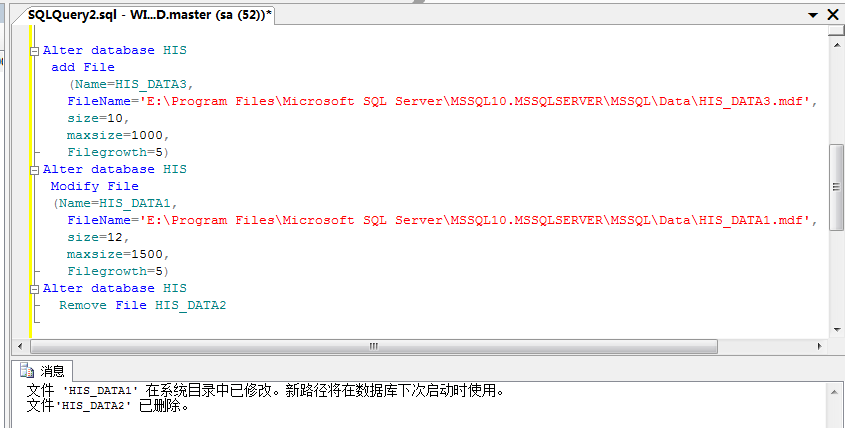 SQLQuery2.sql - WI...D.master (sa (52))*
Alter database HIS
add File
(Name=HIS_DATA3,
FileName='E:\Program Files\Microsoft SQL Server\MSSQL10.MSSQLSERVER\MSSQL\Data\HIS_DATA3.mdf',
size=10,
maxsize=1000,
Filegrowth=5)
Alter database HIS
Modify File
(Name=HIS_DATA1,
FileName='E:\Program Files\Microsoft SQL Server\MSSQL10.MSSQLSERVER\MSSQL\Data\HIS_DATA1.mdf',
size=12,
maxsize=1500,
Filegrowth=5)
Alter database HIS
Remove File HIS_DATA2
消息
文件 'HIS_DATA1' 在系统目录中已修改。新路径将在数据库下次启动时使用。
文件'HIS_DATA2' 已删除。